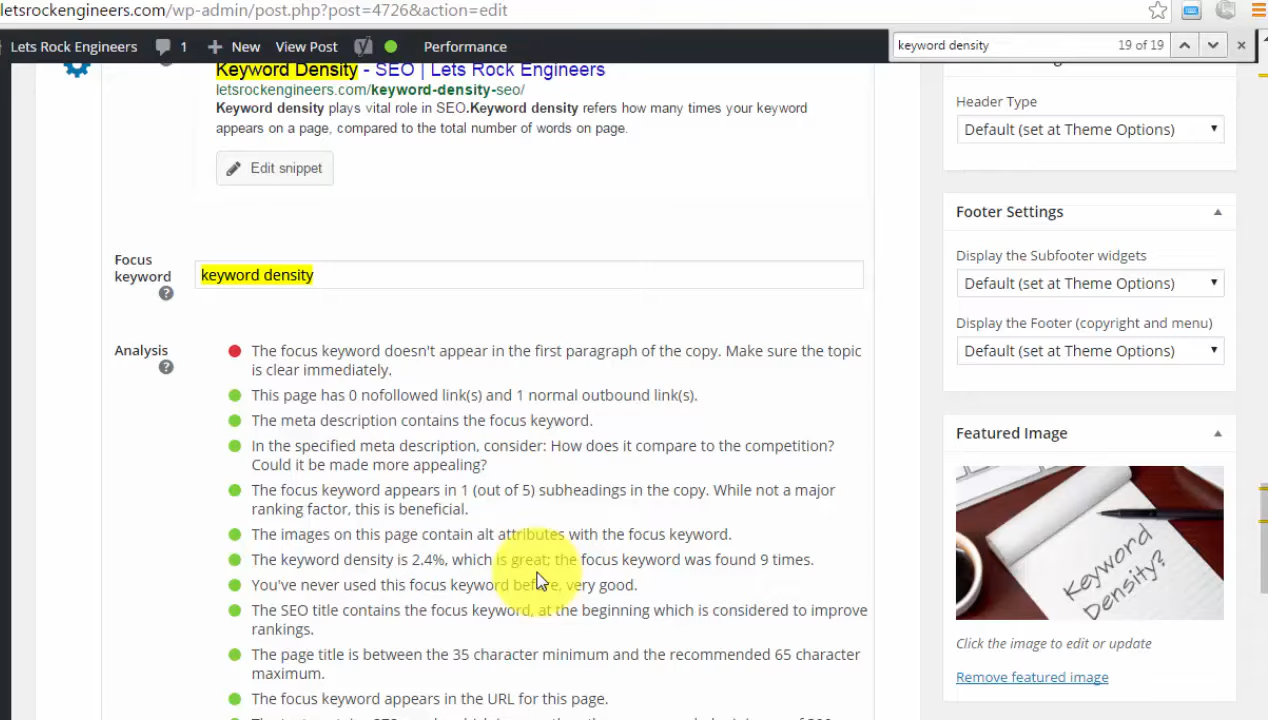 letsrockengineers.com/wp-admin/post.php?post=4726&action=edit
Lets Rock Engineers 1 New View Post Performance
keyword density 19 of 19
Keyword Density - SEO | Lets Rock Engineers
letsrockengineers.com/keyword-density-seo/
Keyword density plays vital role in SEO.Keyword density refers how many times your keyword
appears on a page, compared to the total number of words on page.
Edit snippet
Focus
keyword
?
keyword density
Analysis
?
The focus keyword doesn't appear in the first paragraph of the copy. Make sure the topic
is clear immediately.
This page has 0 nofollowed link(s) and 1 normal outbound link(s).
The meta description contains the focus keyword.
In the specified meta description, consider: How does it compare to the competition?
Could it be made more appealing?
The focus keyword appears in 1 (out of 5) subheadings in the copy. While not a major
ranking factor, this is beneficial.
The images on this page contain alt attributes with the focus keyword.
The keyword density is 2.4%, which is great; the focus keyword was found 9 times.
You've never used this focus keyword before, very good.
The SEO title contains the focus keyword, at the beginning which is considered to improve
rankings.
The page title is between the 35 character minimum and the recommended 65 character
maximum.
The focus keyword appears in the URL for this page.
Header Type
Default (set at Theme Options)
Footer Settings
Display the Subfooter widgets
Default (set at Theme Options)
Display the Footer (copyright and menu)
Default (set at Theme Options)
Featured Image
Keyword
Density?
Click the image to edit or update
Remove featured image